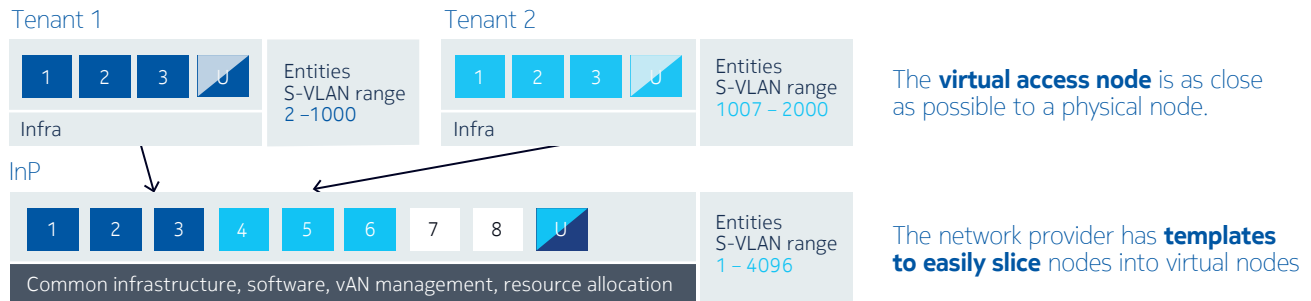 Tenant 1
1 2 3 U
Entities
S-VLAN range
2 –1000
Infra
Tenant 2
1 2 3 U
Entities
S-VLAN range
1007 – 2000
Infra
The virtual access node is as close
as possible to a physical node.
InP
1 2 3 4 5 6 7 8 U
Entities
S-VLAN range
1 – 4096
Common infrastructure, software, vAN management, resource allocation
The network provider has templates
to easily slice nodes into virtual nodes